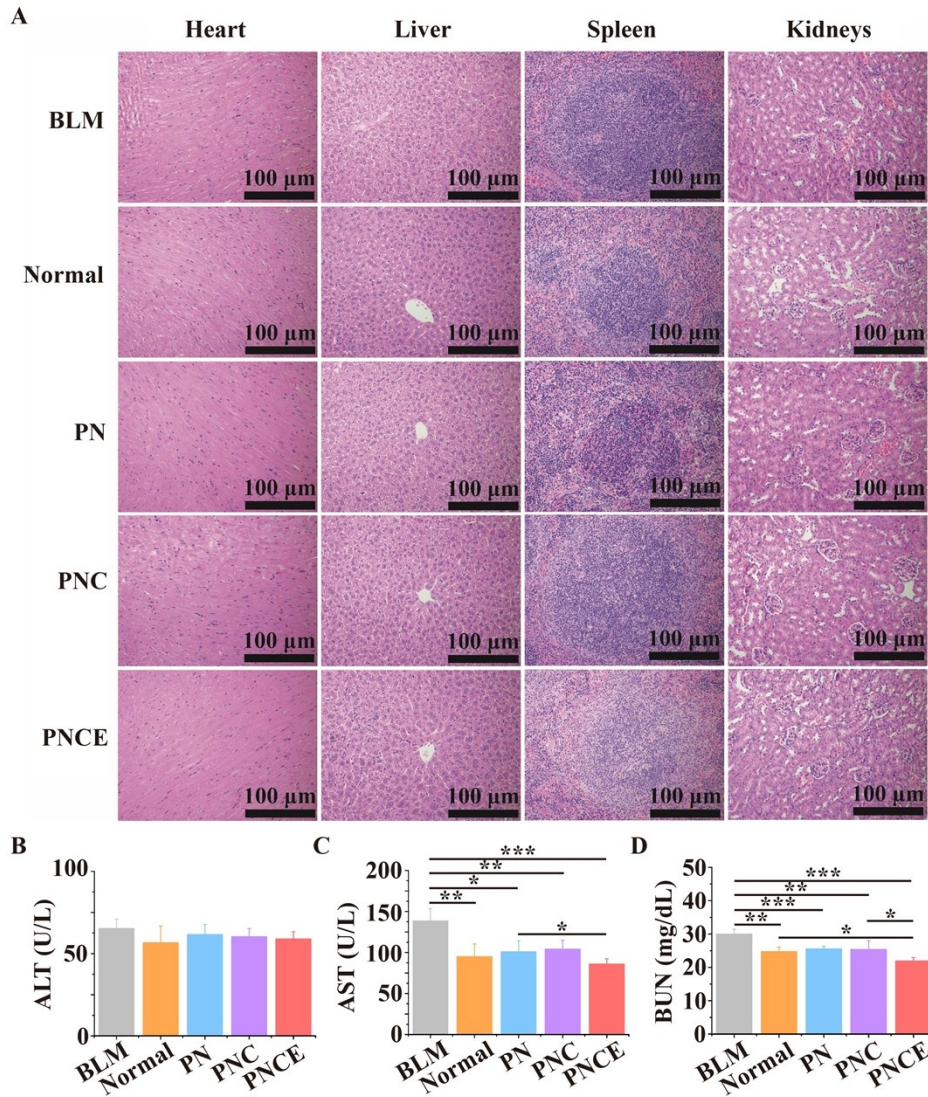 A
Heart Liver Spleen Kidneys
BLM
100 μm 100 μm 100 μm 100 μm
Normal
100 μm 100 μm 100 μm 100 μm
PN
100 μm 100 μm 100 μm 100 μm
PNC
100 μm 100 μm 100 μm 100 μm
PNCE
100 μm 100 μm 100 μm 100 μm
B
ALT (U/L)
100
50
50
0
BLM Normal PN PNC PNCE
C
AST (U/L)
200
150
100
50
0
***
**
*
**
*
BLM Normal PN PNC PNCE
D
BUN (mg/dL)
50
40
30
20
10
0
***
**
***
*
**
*
BLM Normal PN PNC PNCE